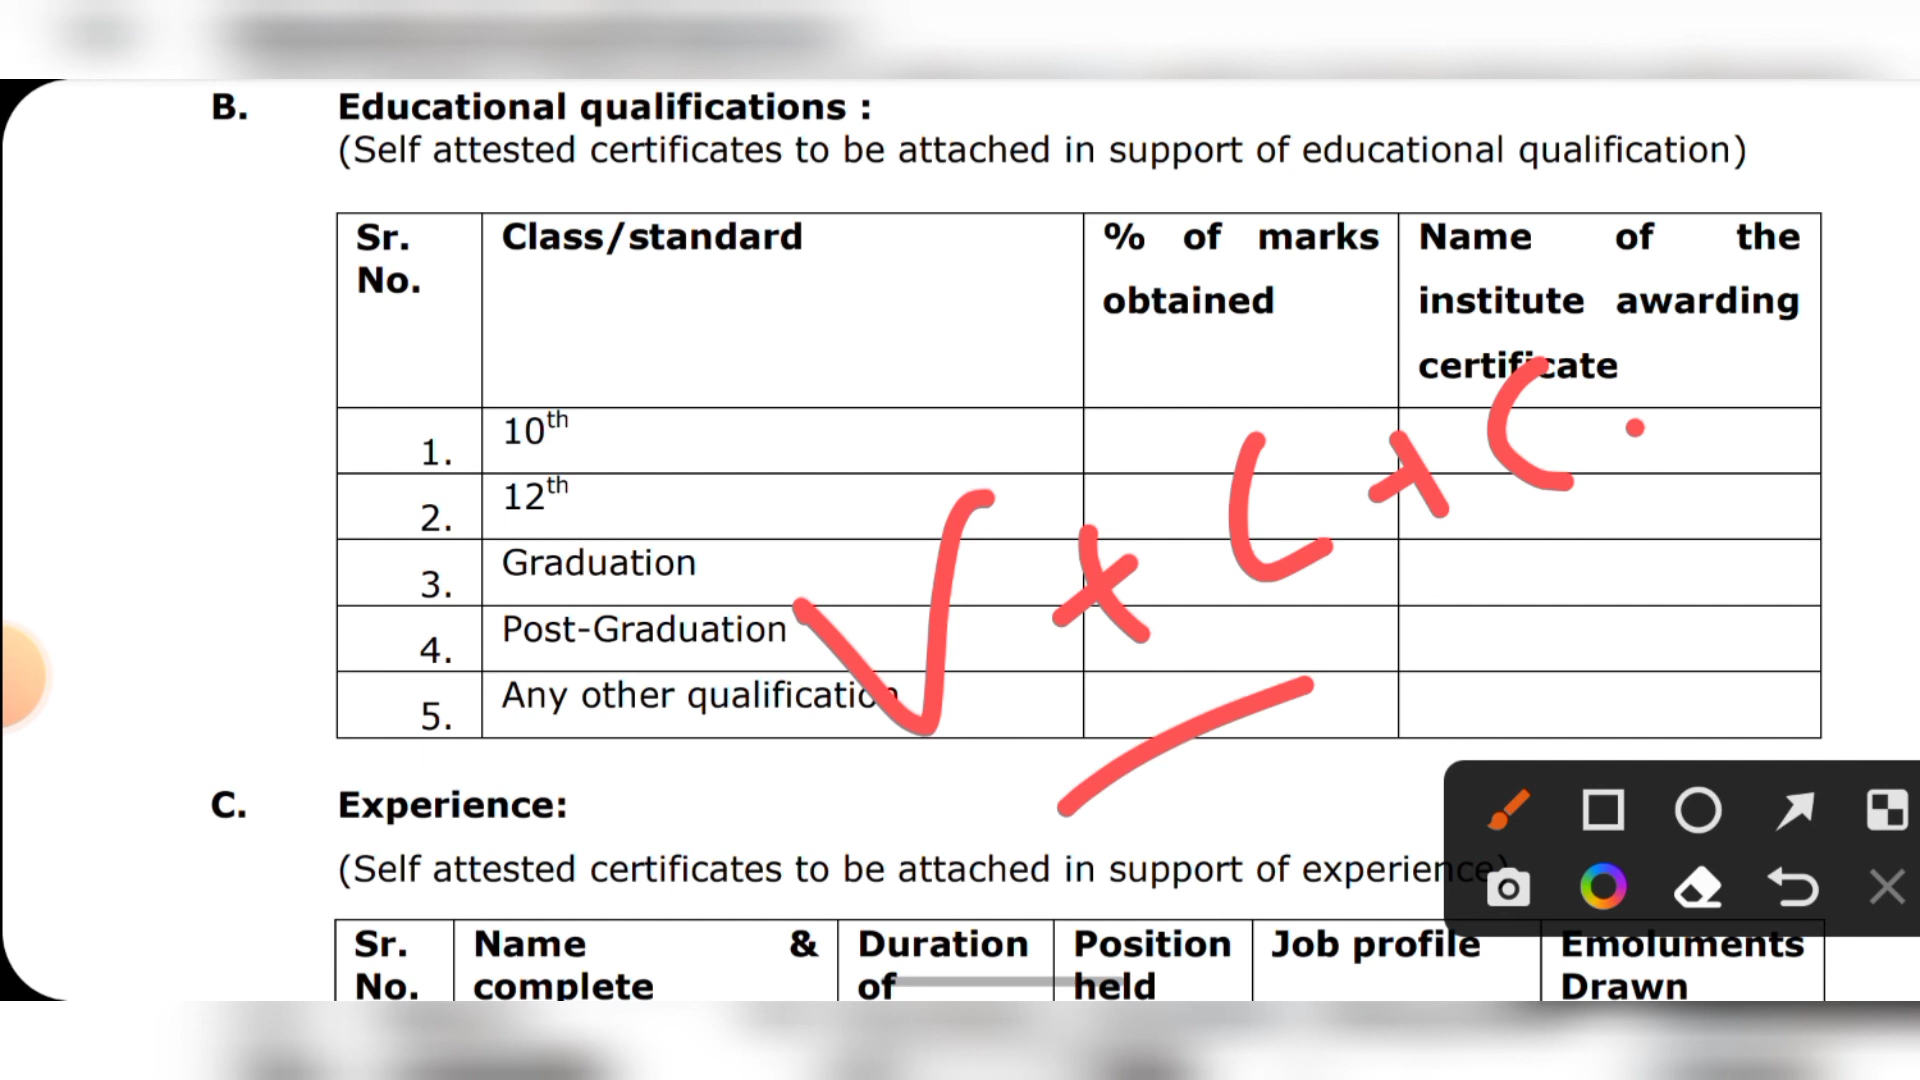 B. Educational qualifications :
(Self attested certificates to be attached in support of educational qualification)
Sr. No. Class/standard % of marks obtained Name of the institute awarding certificate
1. 10th
2. 12th
3. Graduation
4. Post-Graduation
5. Any other qualification
C. Experience:
(Self attested certificates to be attached in support of experience)
Sr. No. Name & complete Duration of Position held Job profile Emoluments Drawn